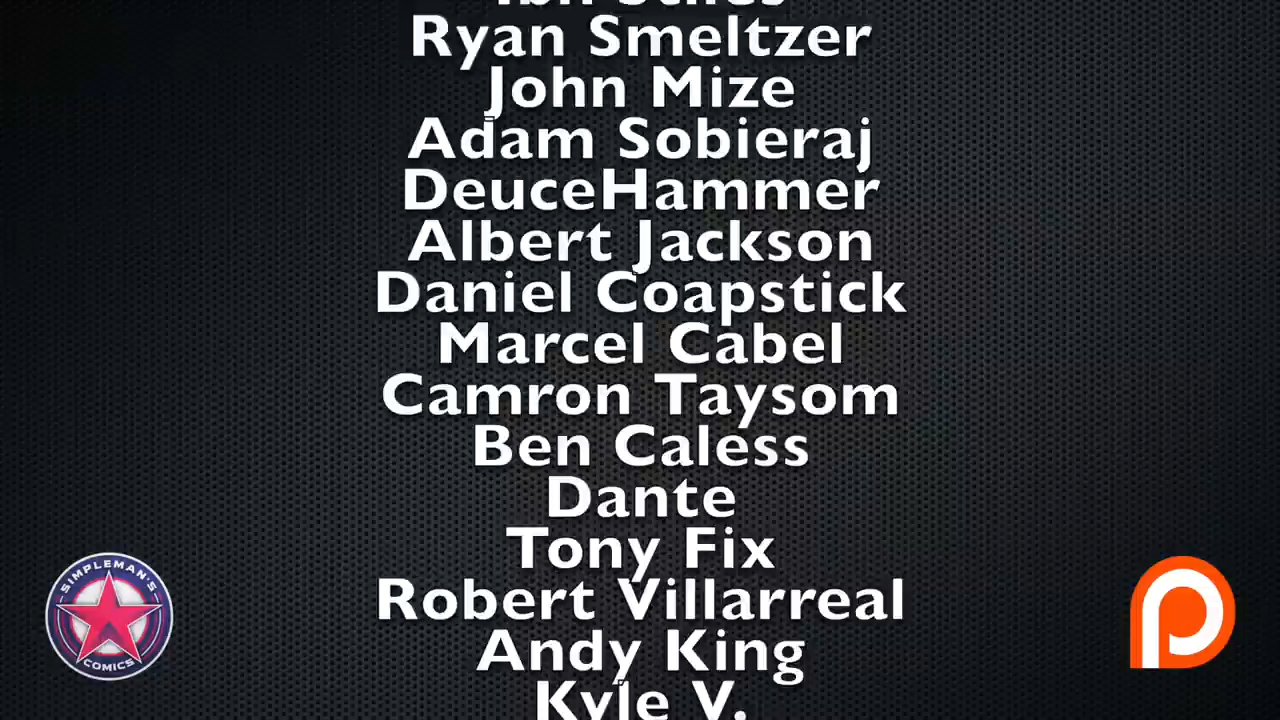 Ryan Smeltzer
John Mize
Adam Sobieraj
DeuceHammer
Albert Jackson
Daniel Coapstick
Marcel Cabel
Camron Taysom
Ben Caless
Dante
Tony Fix
Robert Villarreal
Andy King
Kyle V.
SIMPLEMAN'S
COMICS